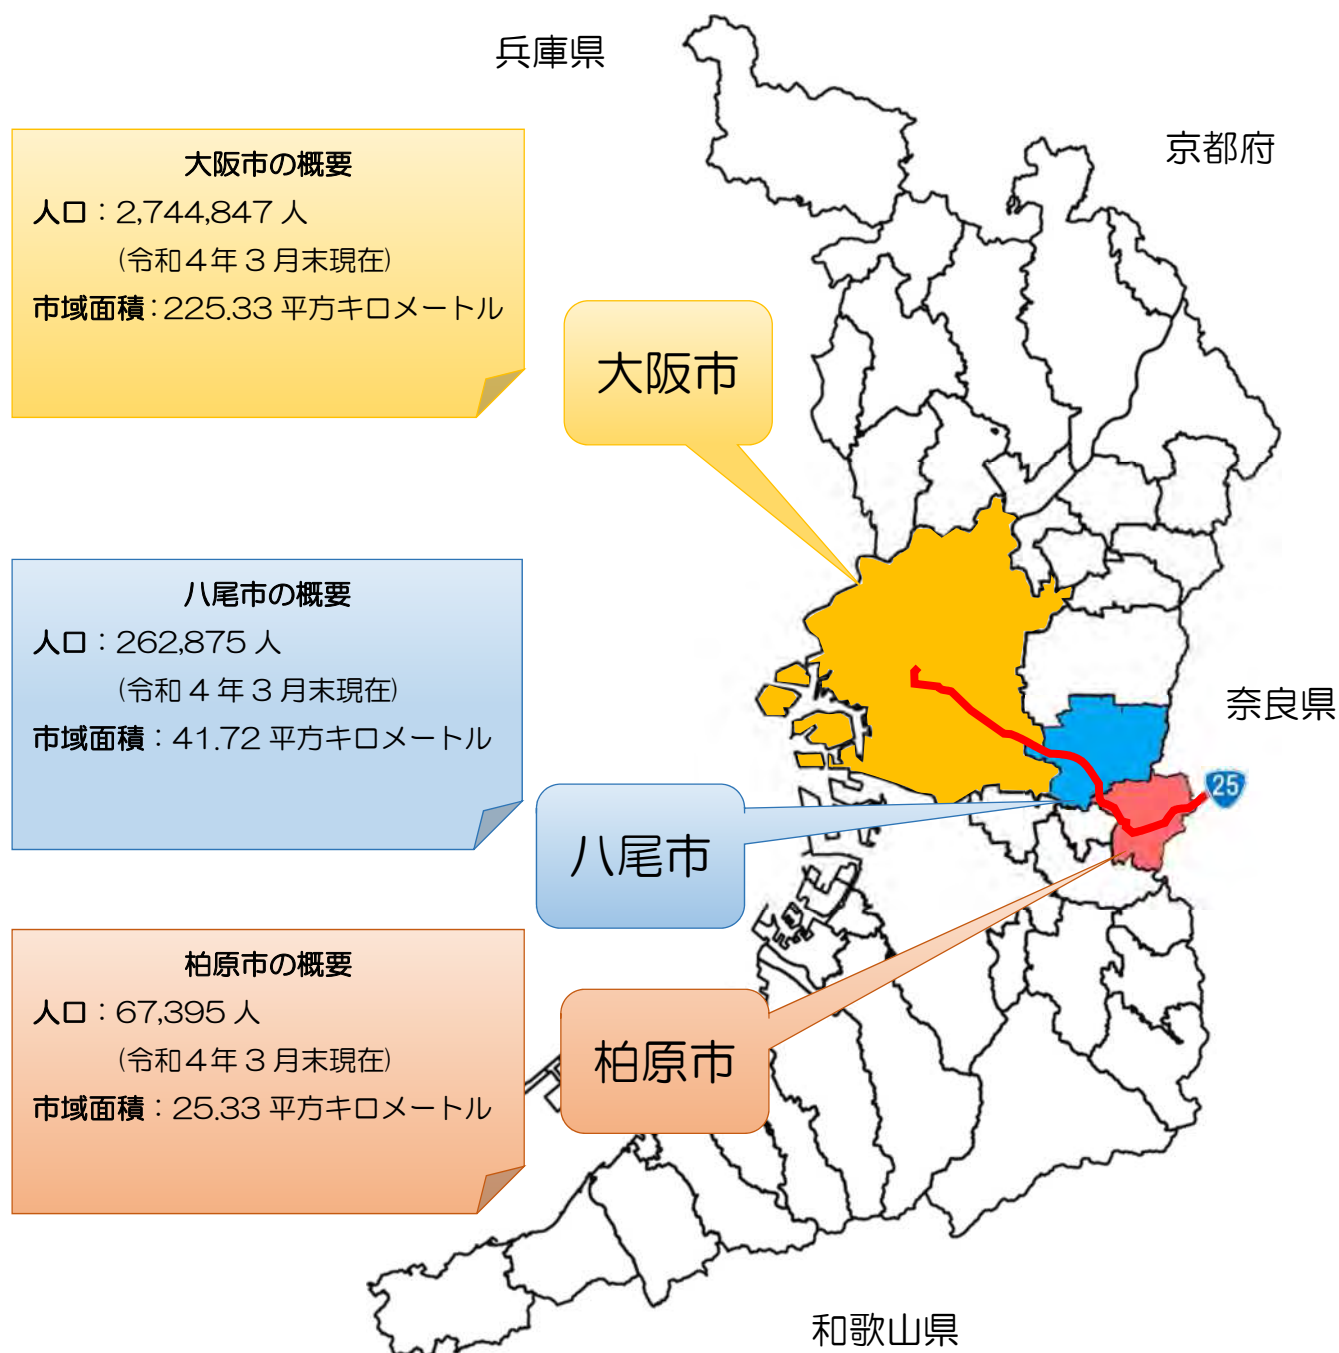 兵庫県
京都府
大阪市の概要
人口：2,744,847 人
(令和４年 3 月末現在)
市域面積：225.33 平方キロメートル
大阪市
八尾市の概要
人口：262,875 人
(令和 4 年 3 月末現在)
市域面積：41.72 平方キロメートル
奈良県
25
八尾市
柏原市の概要
人口：67,395 人
(令和４年 3 月末現在)
市域面積：25.33 平方キロメートル
柏原市
和歌山県